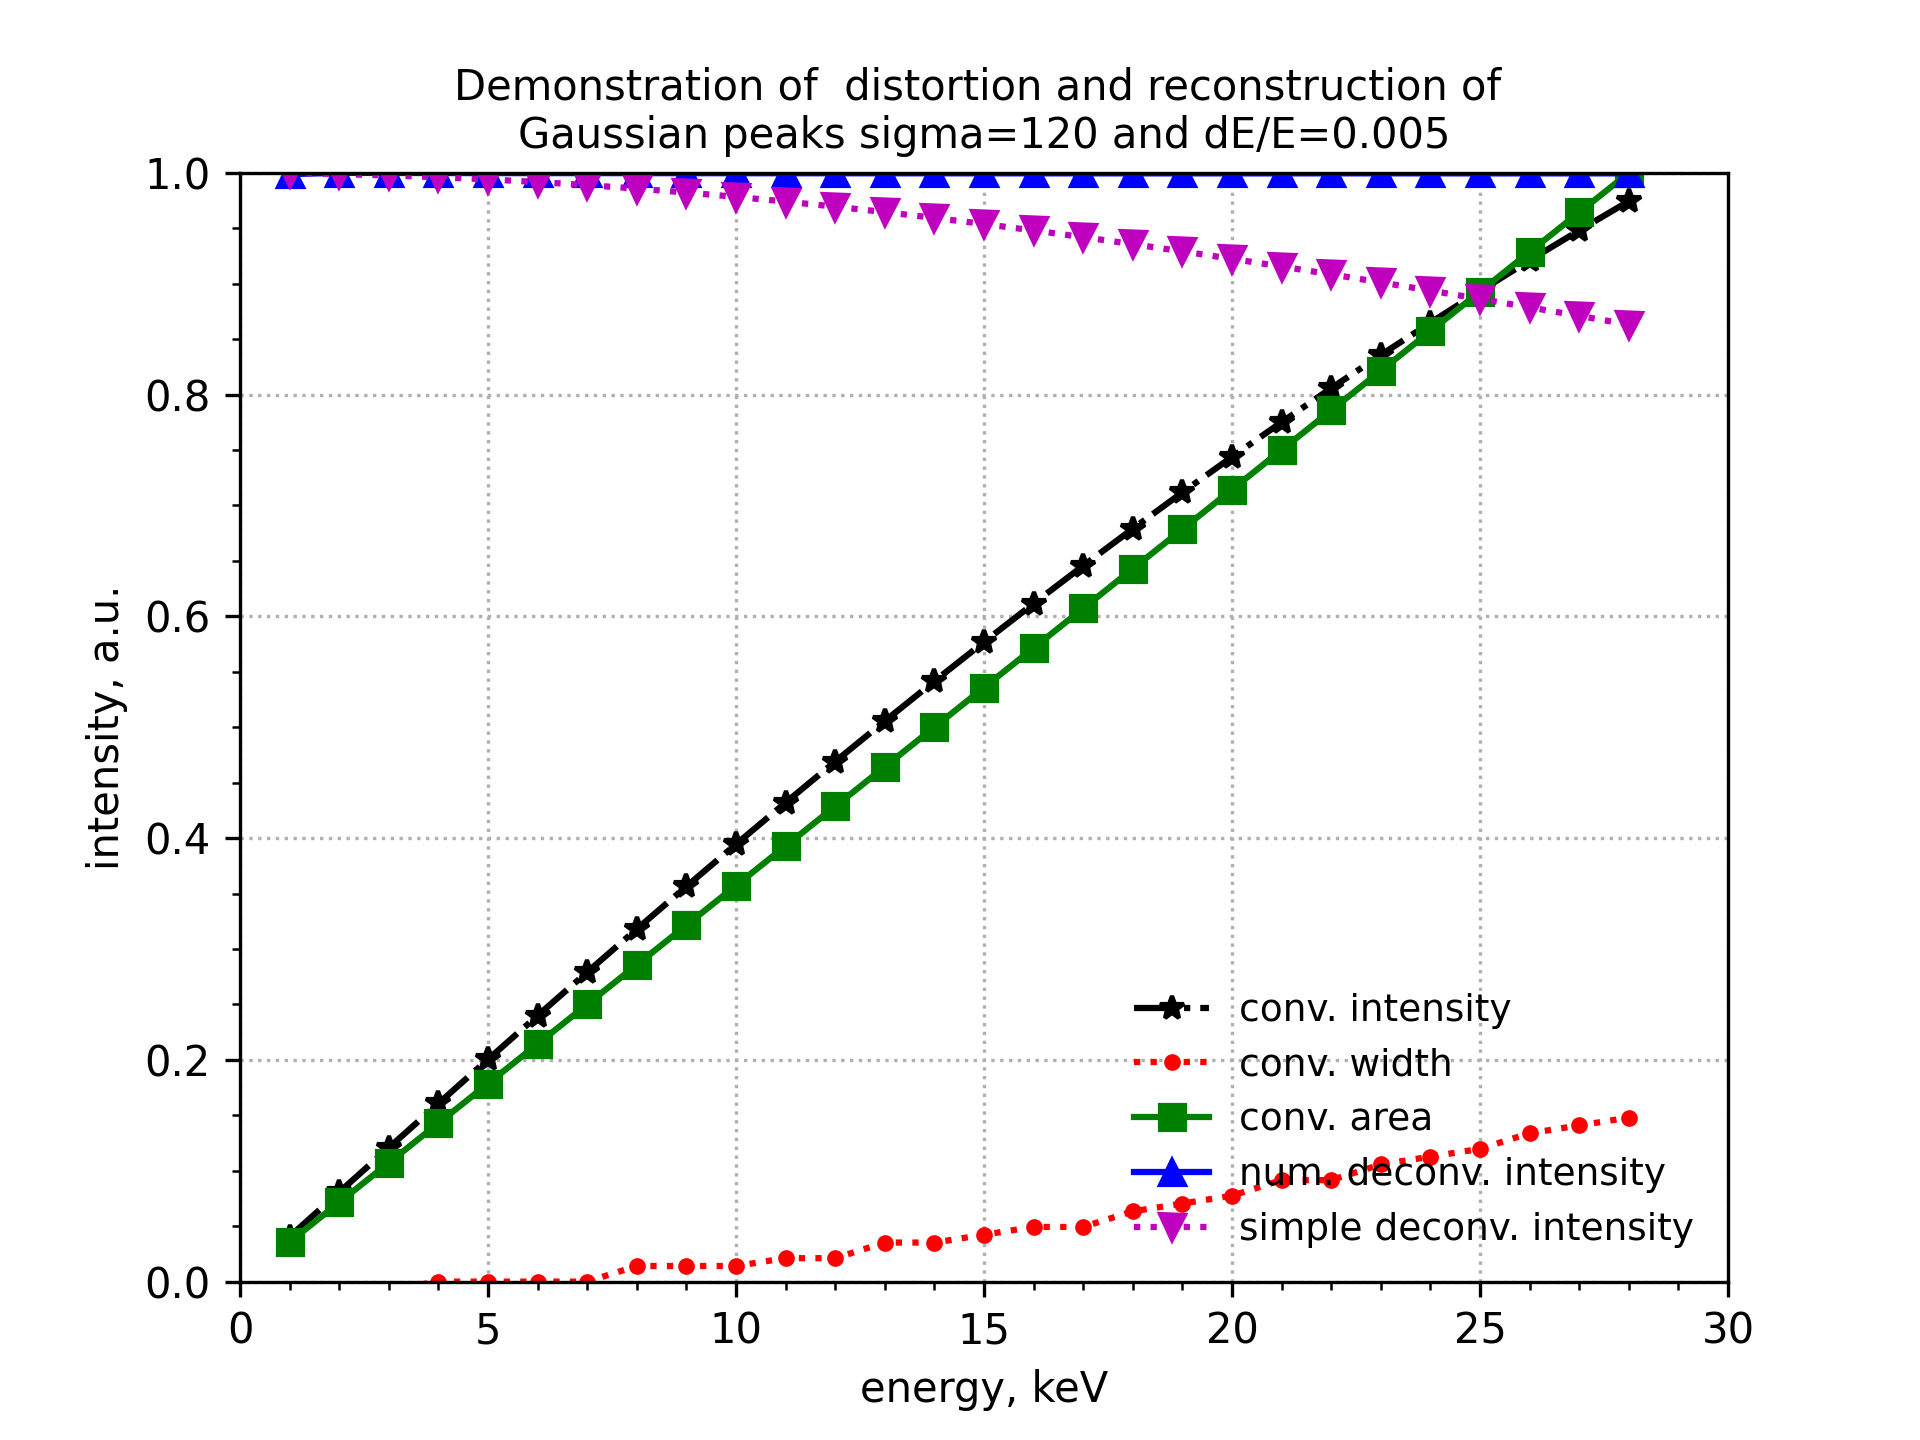 Demonstration of  distortion and reconstruction of
Gaussian peaks sigma=120 and dE/E=0.005
1.0
0.8
0.6
0.4
0.2
0.0
intensity, a.u.
conv. intensity
conv. width
conv. area
num. deconv. intensity
simple deconv. intensity
0 5 10 15 20 25 30
energy, keV